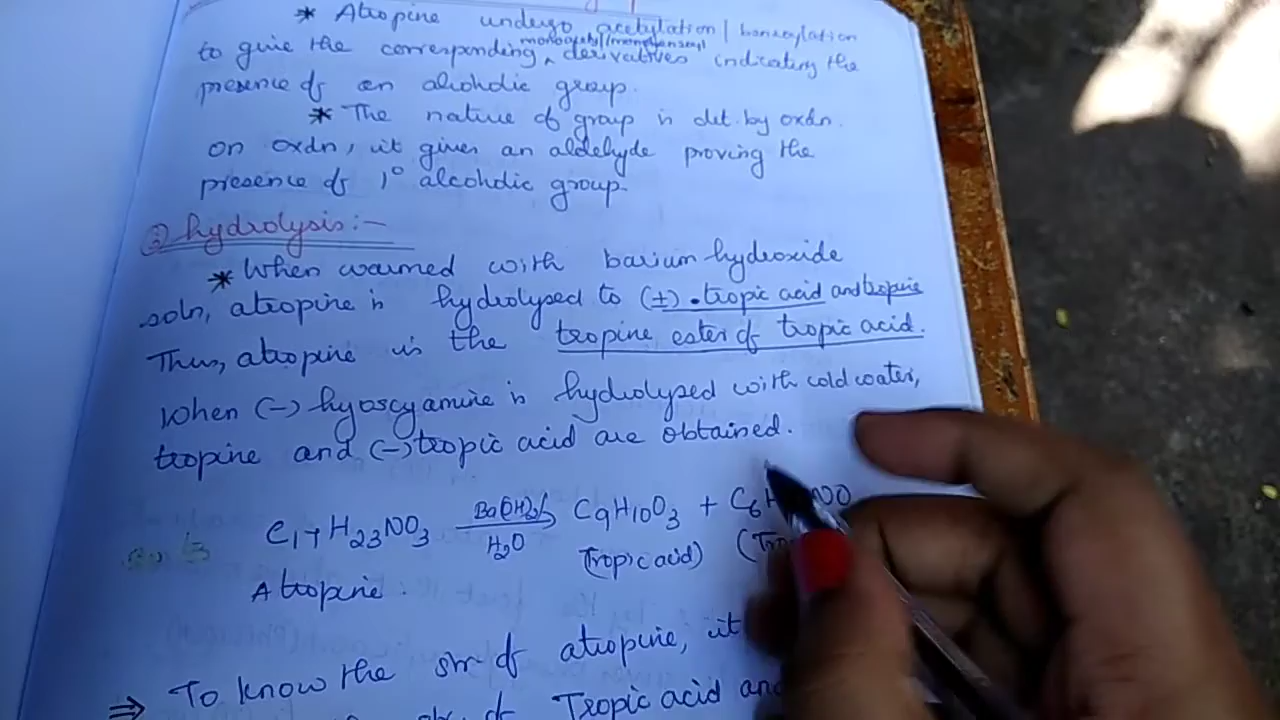 * Atropine undergo acetylation / benzoylation
to give the corresponding ^ monoacetyl/monobenzoyl derivatives indicating the
presence of an alcoholic group.
* The nature of group is det. by oxdn.
on oxdn, it gives an aldehyde proving the
presence of 1° alcoholic group.
② hydrolysis:-
* When warmed with barium hydroxide
soln, atropine is hydrolysed to (±) . tropic acid and tropine
Thus, atropine is the tropine ester of tropic acid.
When (-) hyoscyamine is hydrolysed with cold water,
tropine and (-) tropic acid are obtained.
C17H23NO3 Ba(OH)2 H2O C9H10O3 + C6H NO
Atropine. (Tropic acid) (Tro
⇒ To know the str of atropine, it
of Tropic acid and